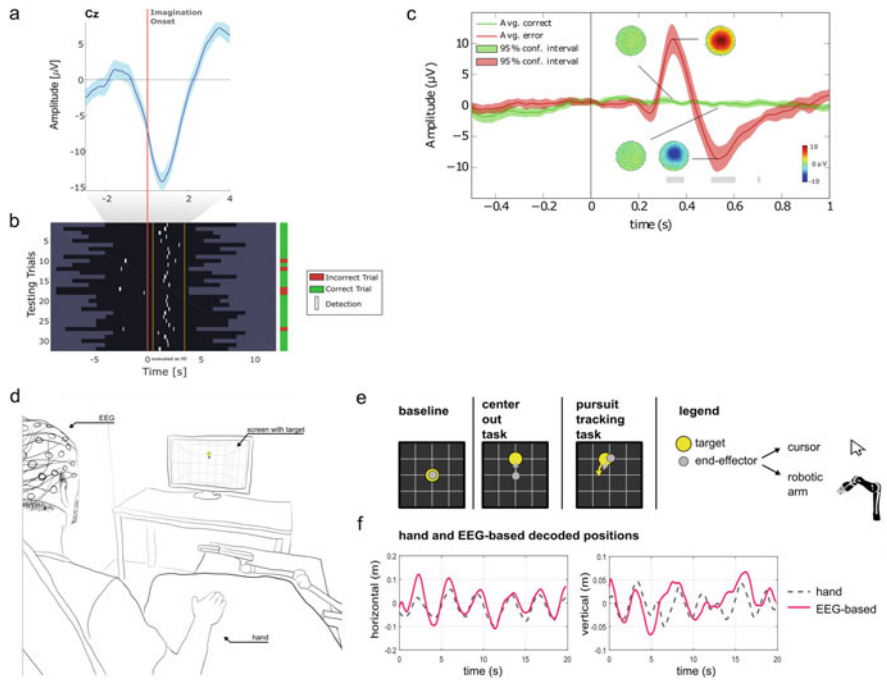 a
Cz
Imagination
Onset
Amplitude [µV]
5
0
-5
-10
-15
-4
-2
0
2
4
b
Testing Trials
5
10
15
20
25
30
-5
0
evaluated as MI
5
10
Time [s]
Incorrect Trial
Correct Trial
Detection
c
Avg. correct
Avg. error
95% conf. interval
95% conf. interval
Amplitude (µV)
10
5
0
−5
−10
−0.4
−0.2
0
0.2
0.4
0.6
0.8
1
time (s)
10
0 µV
-10
d
EEG
screen with target
hand
e
baseline
center
out
task
pursuit
tracking
task
legend
target
end-effector
cursor
robotic
arm
f
hand and EEG-based decoded positions
horizontal (m)
0.2
0.1
0
-0.1
-0.2
0
5
10
15
20
time (s)
vertical (m)
0.1
0.05
0
-0.05
-0.1
0
5
10
15
20
time (s)
hand
EEG-based